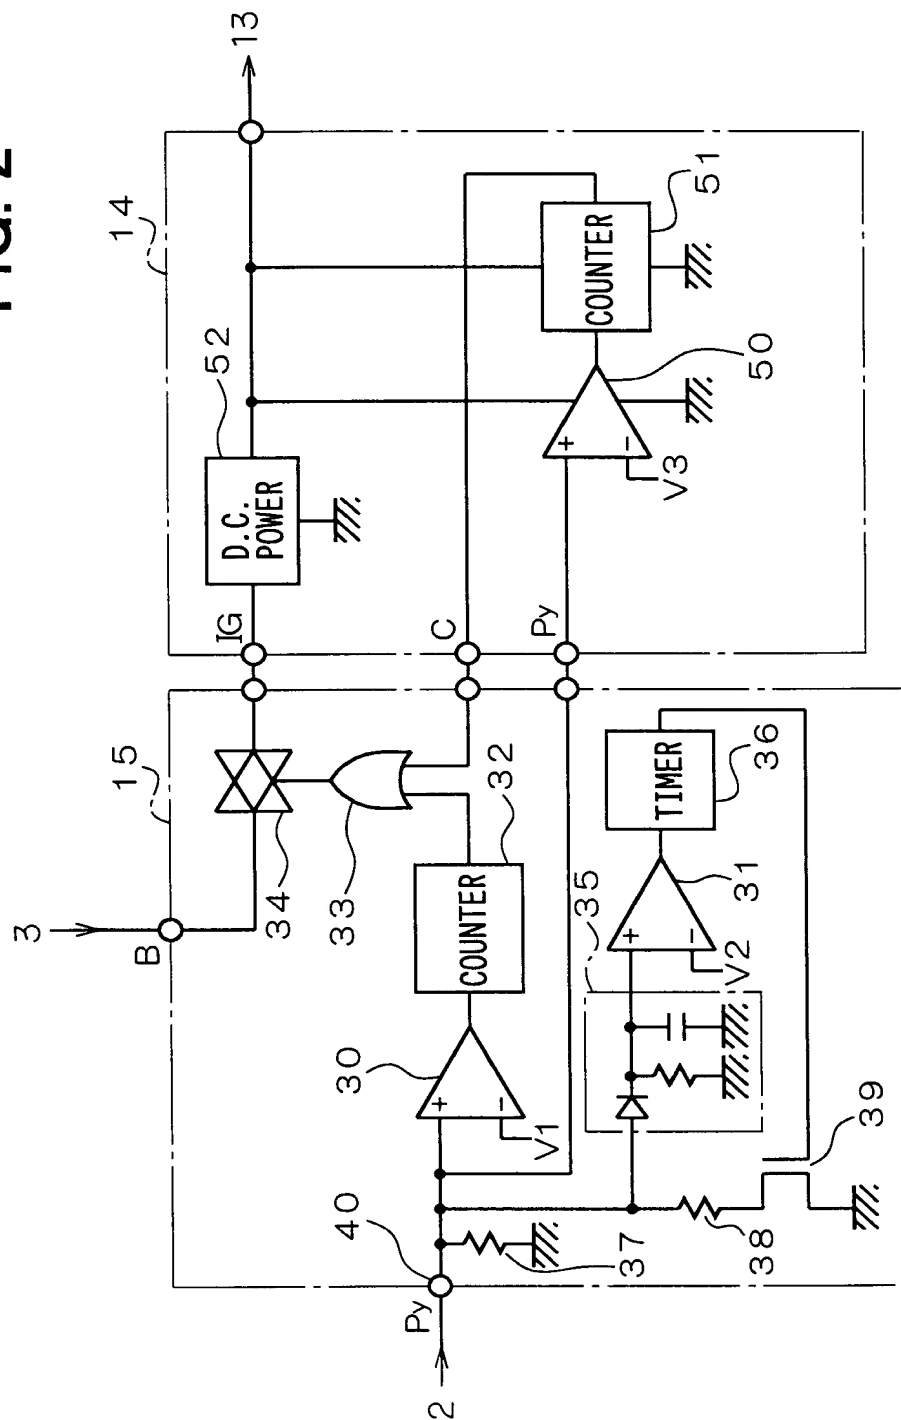 FIG. 2
14
13
52
D.C.
POWER
IG
C
Py
COUNTER
51
50
+
−
V3
15
3
B
34
33
32
COUNTER
30
+
−
V1
TIMER
36
35
31
+
−
V2
40
Py
2
37
38
39